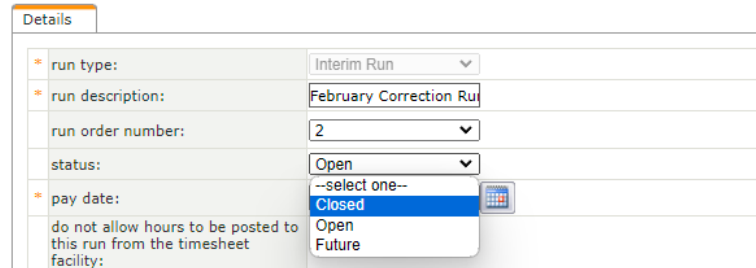 Details
* run type: Interim Run
* run description: February Correction Ru
run order number: 2
status: Open
--select one--
Closed
Open
Future
* pay date:
do not allow hours to be posted to
this run from the timesheet
facility: